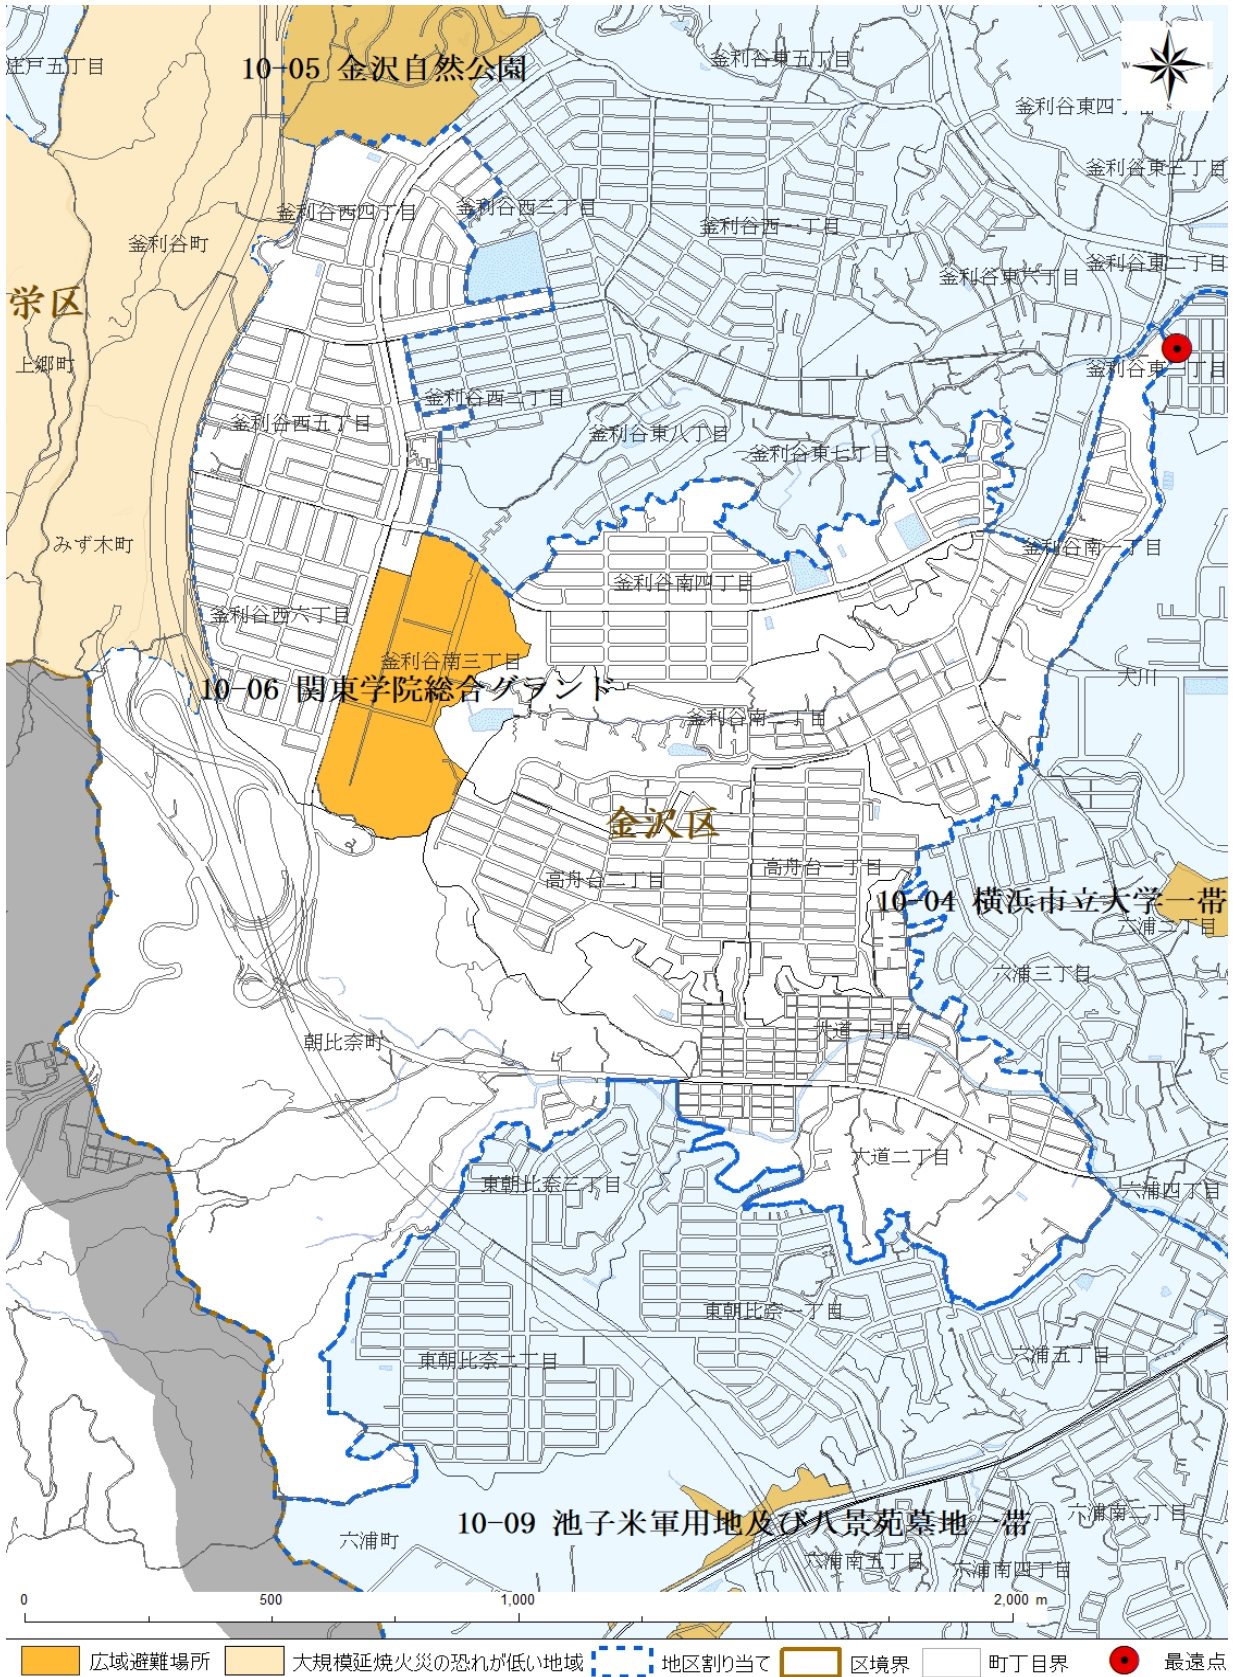 N
W E
S
庄戸五丁目
10-05 金沢自然公園
釜利谷東五丁目
釜利谷東四丁目
釜利谷東三丁目
釜利谷西四丁目
釜利谷西三丁目
釜利谷西一丁目
釜利谷町
釜利谷東六丁目
釜利谷東二丁目
栄区
上郷町
釜利谷東一丁目
釜利谷西二丁目
釜利谷西五丁目
釜利谷東八丁目
釜利谷東七丁目
みず木町
釜利谷南一丁目
釜利谷南四丁目
釜利谷西六丁目
釜利谷南三丁目
10-06 関東学院総合グランド
大川
釜利谷南二丁目
金沢区
高舟台二丁目
高舟台一丁目
10-04 横浜市立大学一帯
六浦二丁目
六浦三丁目
朝比奈町
大道一丁目
大道二丁目
東朝比奈三丁目
六浦四丁目
東朝比奈一丁目
東朝比奈二丁目
六浦五丁目
10-09 池子米軍用地及び八景苑墓地一帯
六浦町
六浦南二丁目
六浦南五丁目
六浦南四丁目
0 500 1,000 2,000 m
広域避難場所 大規模延焼火災の恐れが低い地域 地区割り当て 区境界 町丁目界 最遠点